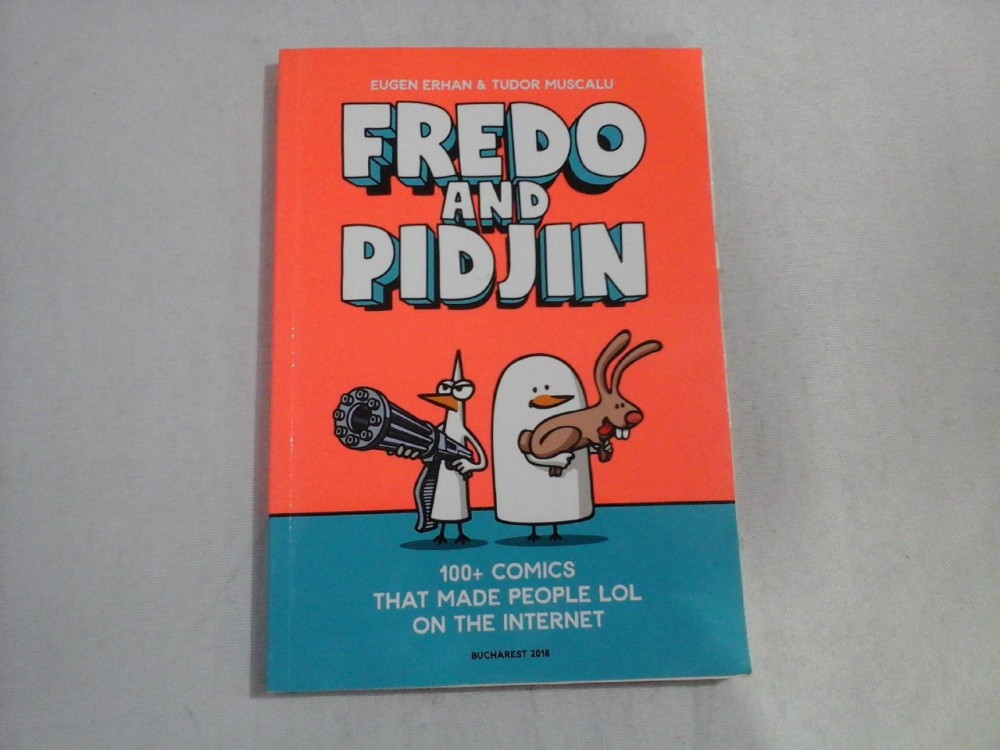 EUGEN ERHAN & TUDOR MUSCALU
FREDO
AND
PIDJIN
100+ COMICS
THAT MADE PEOPLE LOL
ON THE INTERNET
BUCHAREST 2018